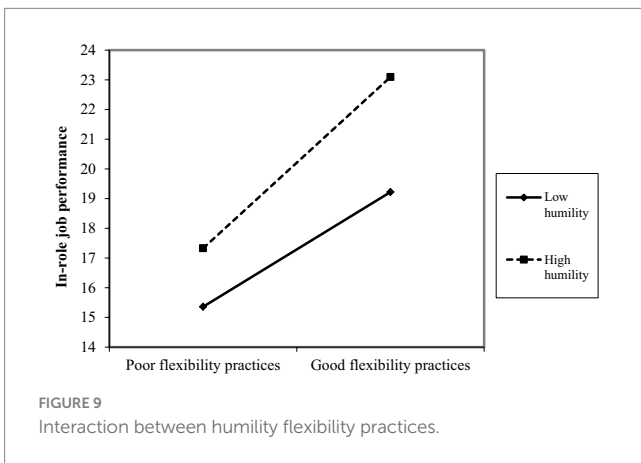 24
23
22
21
20
19
18
17
16
15
14
In-role job performance
Poor flexibility practices Good flexibility practices
Low
humility
High
humility
FIGURE 9
Interaction between humility flexibility practices.